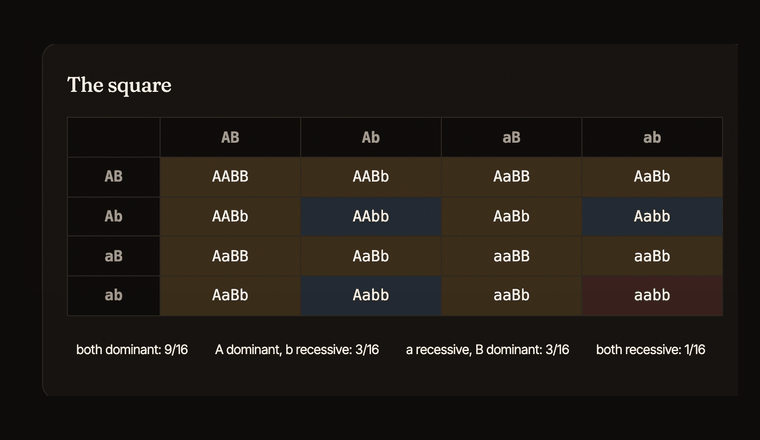 The square
AB Ab aB ab
AB AABB AABb AaBB AaBb
Ab AABb AAbb AaBb Aabb
aB AaBB AaBb aaBB aaBb
ab AaBb Aabb aaBb aabb
both dominant: 9/16 A dominant, b recessive: 3/16 a recessive, B dominant: 3/16 both recessive: 1/16